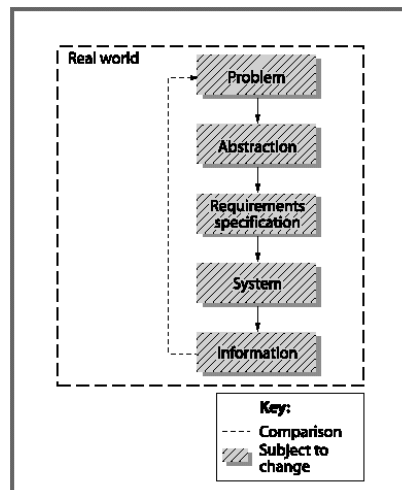 Real world
Problem
Abstraction
Requirements
specification
System
Information
Key:
Comparison
Subject to
change